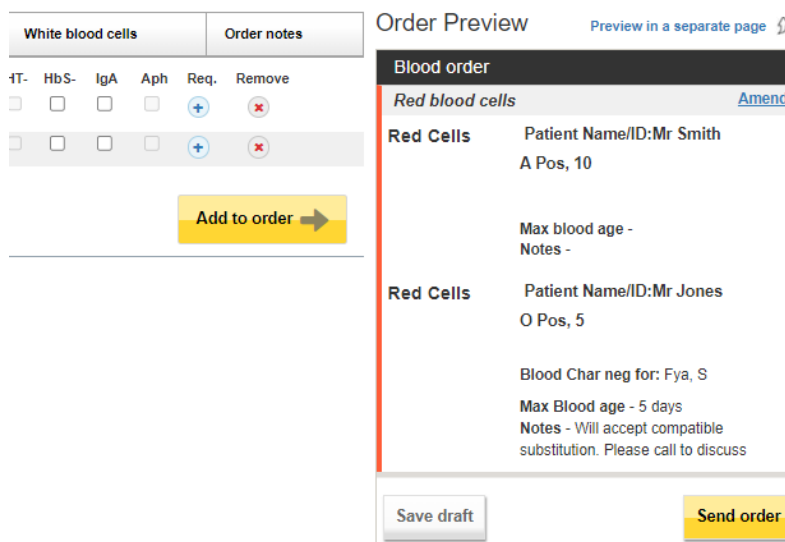 White blood cells
Order notes
HT- HbS- IgA Aph Req. Remove
Add to order
Order Preview
Preview in a separate page
Blood order
Red blood cells
Amend
Red Cells
Patient Name/ID:Mr Smith
A Pos, 10
Max blood age -
Notes -
Red Cells
Patient Name/ID:Mr Jones
O Pos, 5
Blood Char neg for: Fya, S
Max Blood age - 5 days
Notes - Will accept compatible
substitution. Please call to discuss
Save draft
Send order